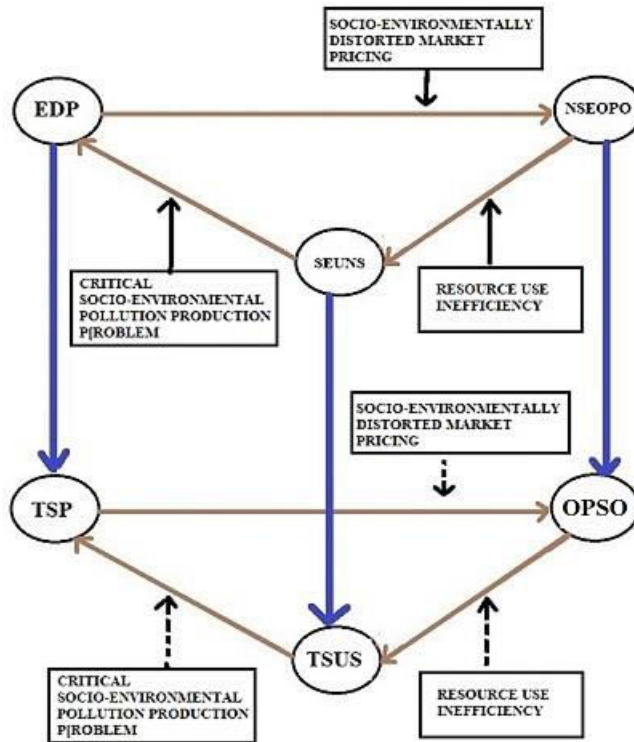 SOCIO-ENVIRONMENTALLY
DISTORTED MARKET
PRICING
EDP
NSEOPO
SEUNS
CRITICAL
SOCIO-ENVIRONMENTAL
POLLUTION PRODUCTION
P[ROBLEM
RESOURCE USE
INEFFICIENCY
SOCIO-ENVIRONMENTALLY
DISTORTED MARKET
PRICING
TSP
OPSO
TSUS
CRITICAL
SOCIO-ENVIRONMENTAL
POLLUTION PRODUCTION
P[ROBLEM
RESOURCE USE
INEFFICIENCY